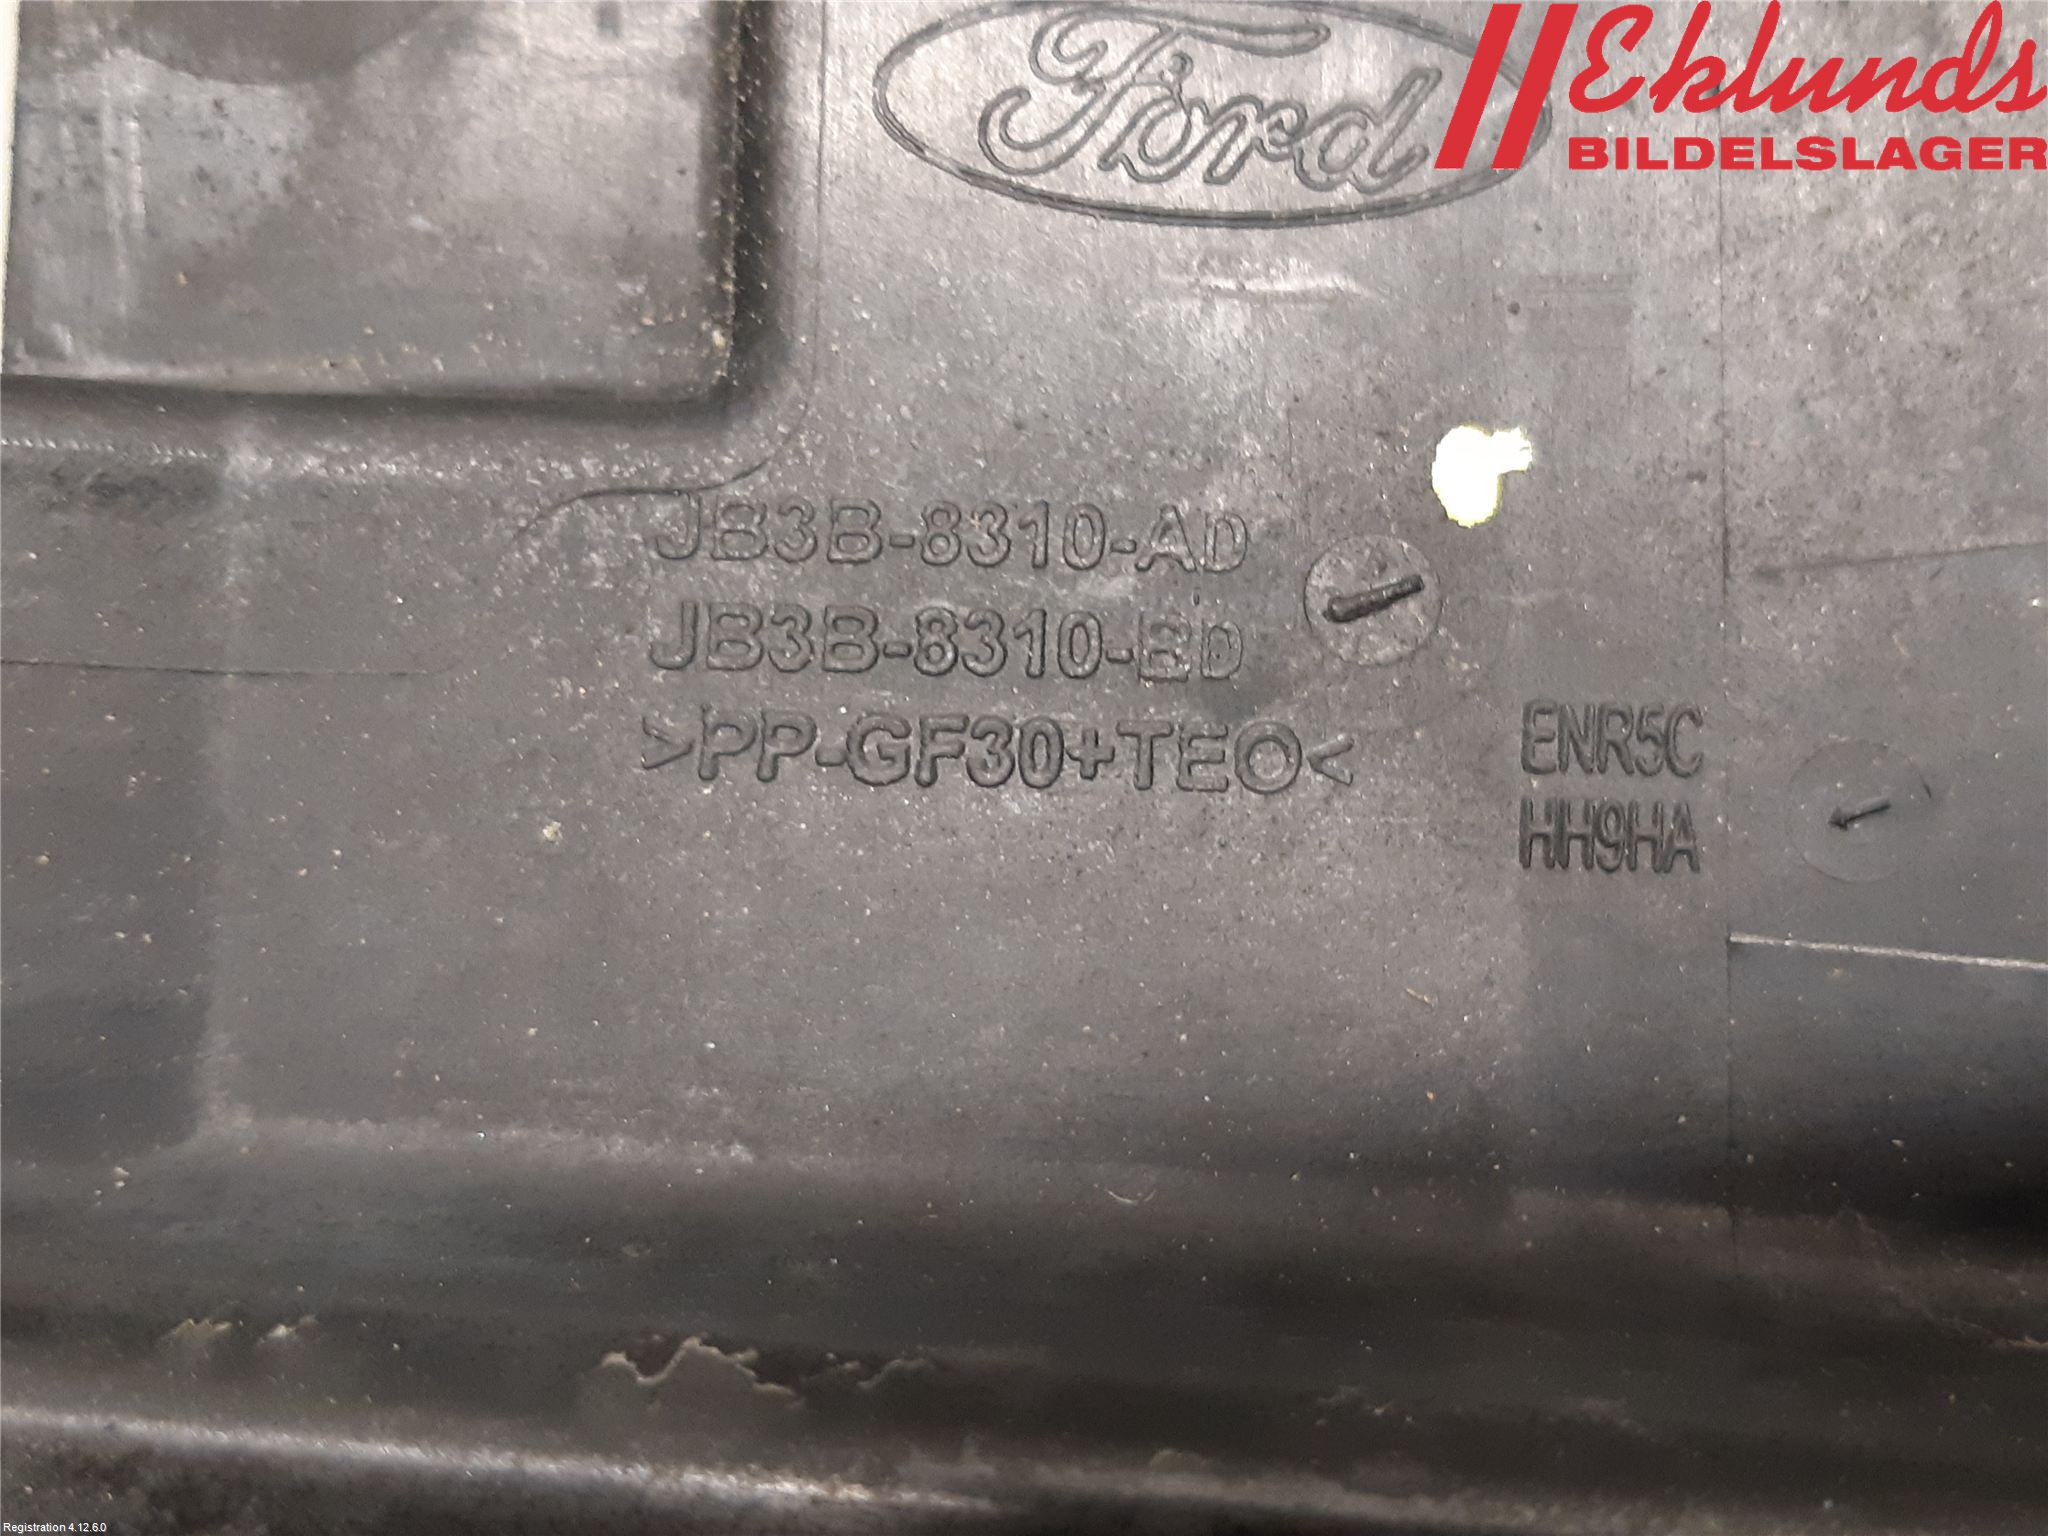 Ford
Eklunds
BILDELSLAGER
JB3B-8310-AD
JB3B-8310-BD
>PP-GF30+TEO<
ENR5C
HH9HA
Registration 4.12.6.0